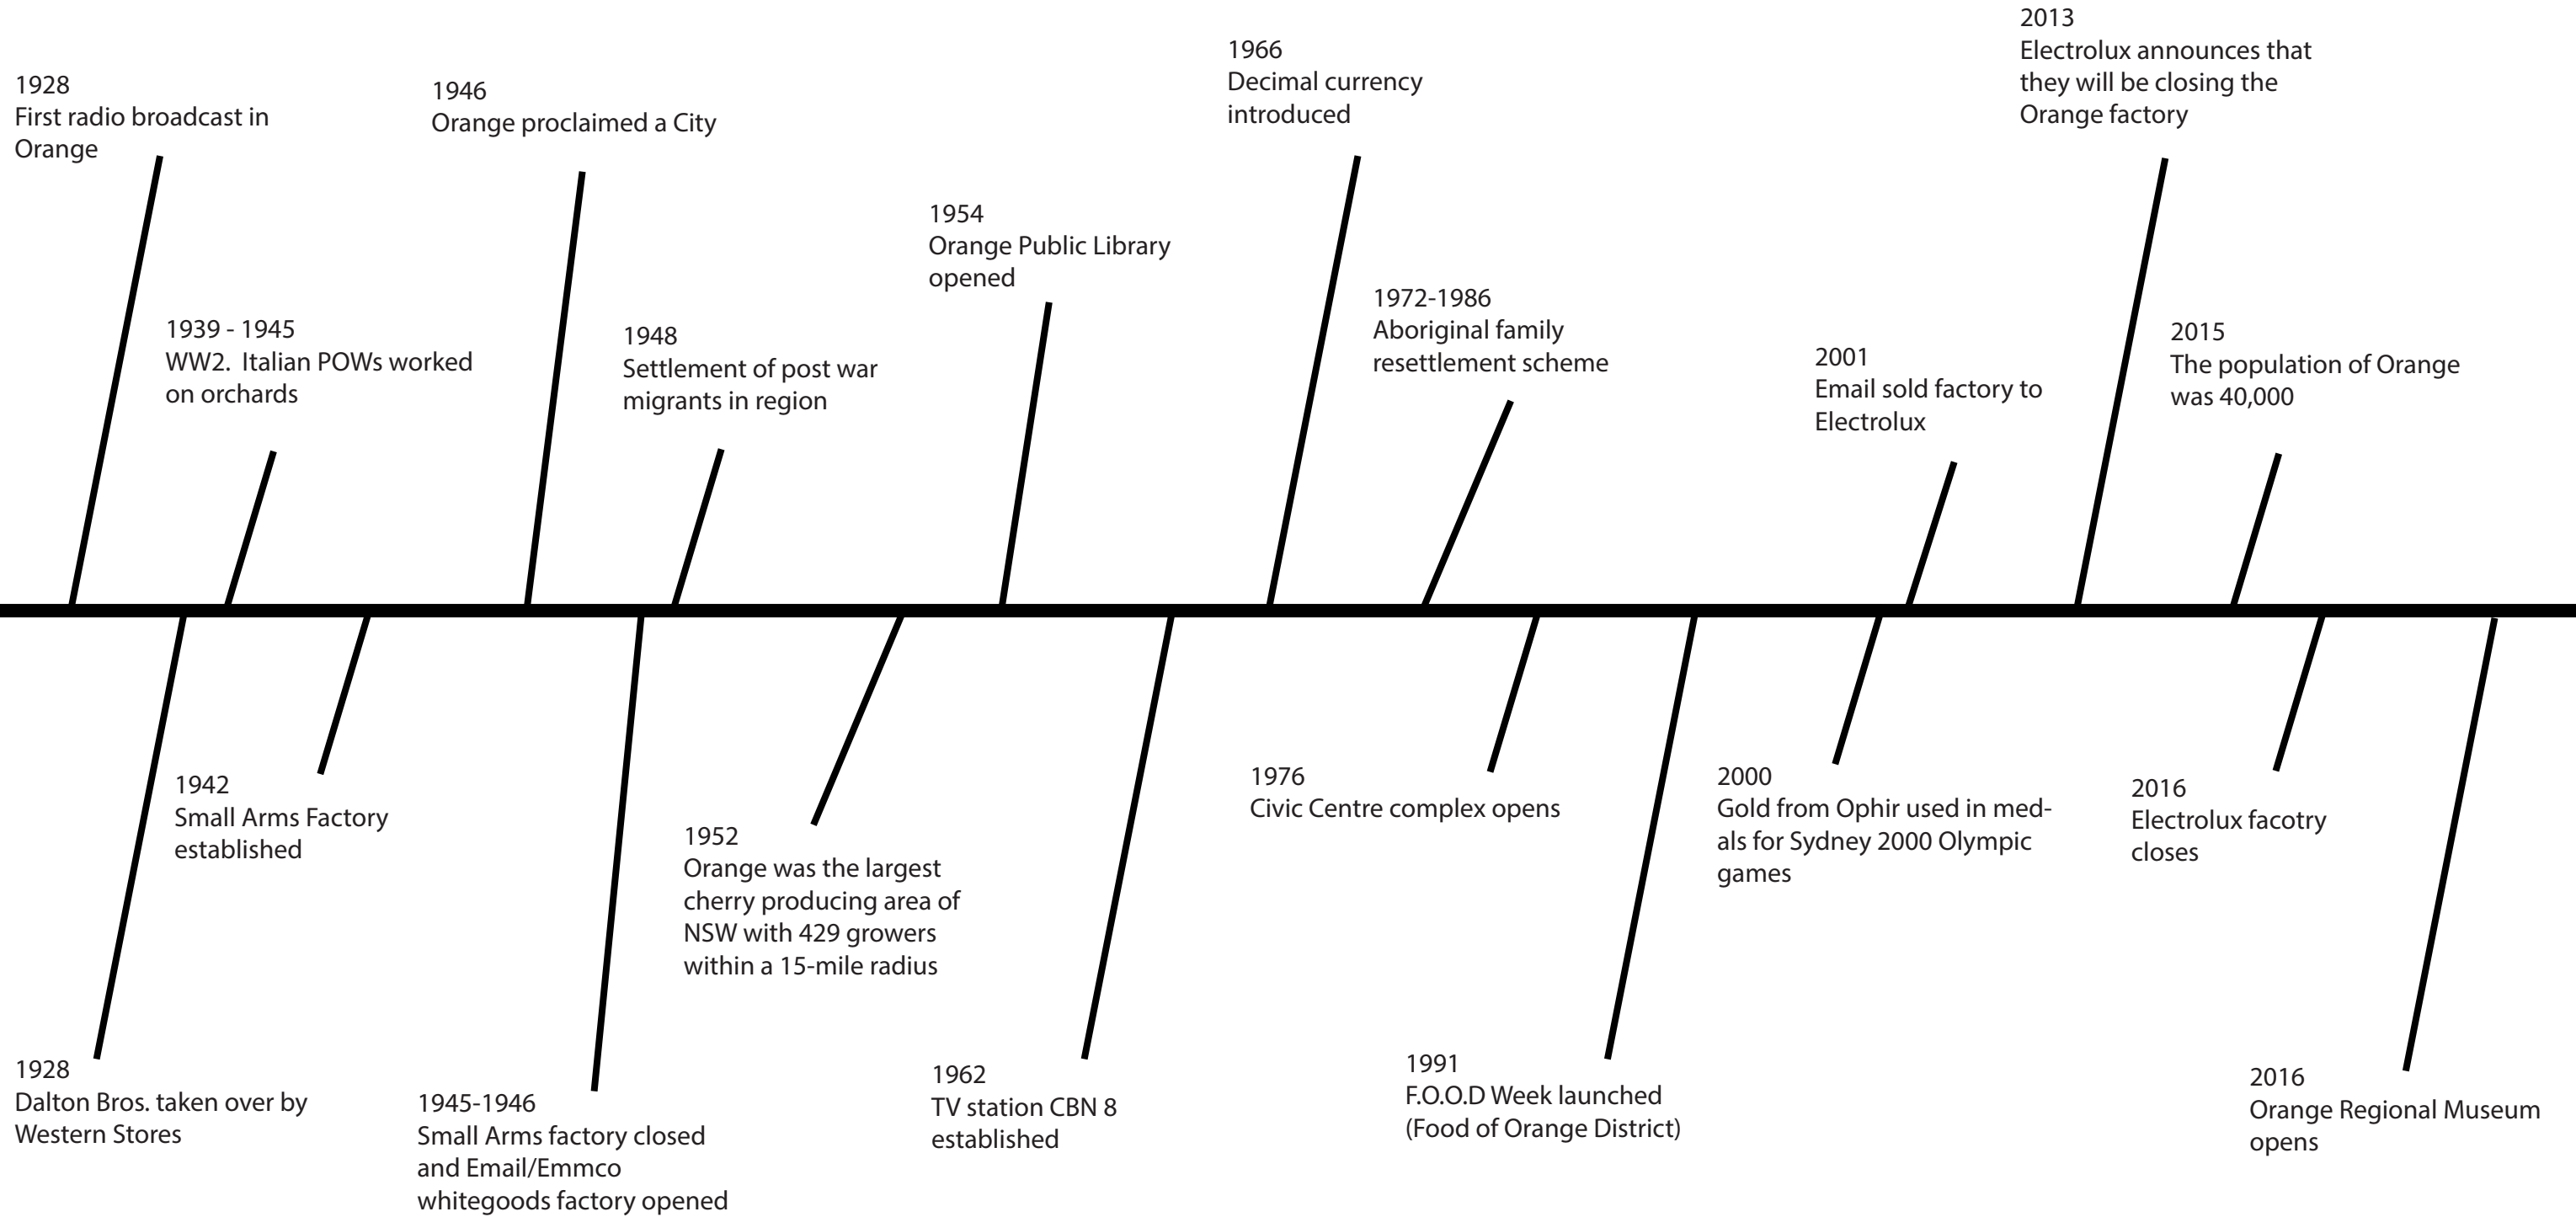 1928
First radio broadcast in
Orange
1939 - 1945
WW2.  Italian POWs worked
on orchards
1946
Orange proclaimed a City
1948
Settlement of post war
migrants in region
1954
Orange Public Library
opened
1966
Decimal currency
introduced
1972-1986
Aboriginal family
resettlement scheme
2001
Email sold factory to
Electrolux
2013
Electrolux announces that
they will be closing the
Orange factory
2015
The population of Orange
was 40,000
1928
Dalton Bros. taken over by
Western Stores
1942
Small Arms Factory
established
1945-1946
Small Arms factory closed
and Email/Emmco
whitegoods factory opened
1952
Orange was the largest
cherry producing area of
NSW with 429 growers
within a 15-mile radius
1962
TV station CBN 8
established
1976
Civic Centre complex opens
1991
F.O.O.D Week launched
(Food of Orange District)
2000
Gold from Ophir used in med-
als for Sydney 2000 Olympic
games
2016
Electrolux facotry
closes
2016
Orange Regional Museum
opens